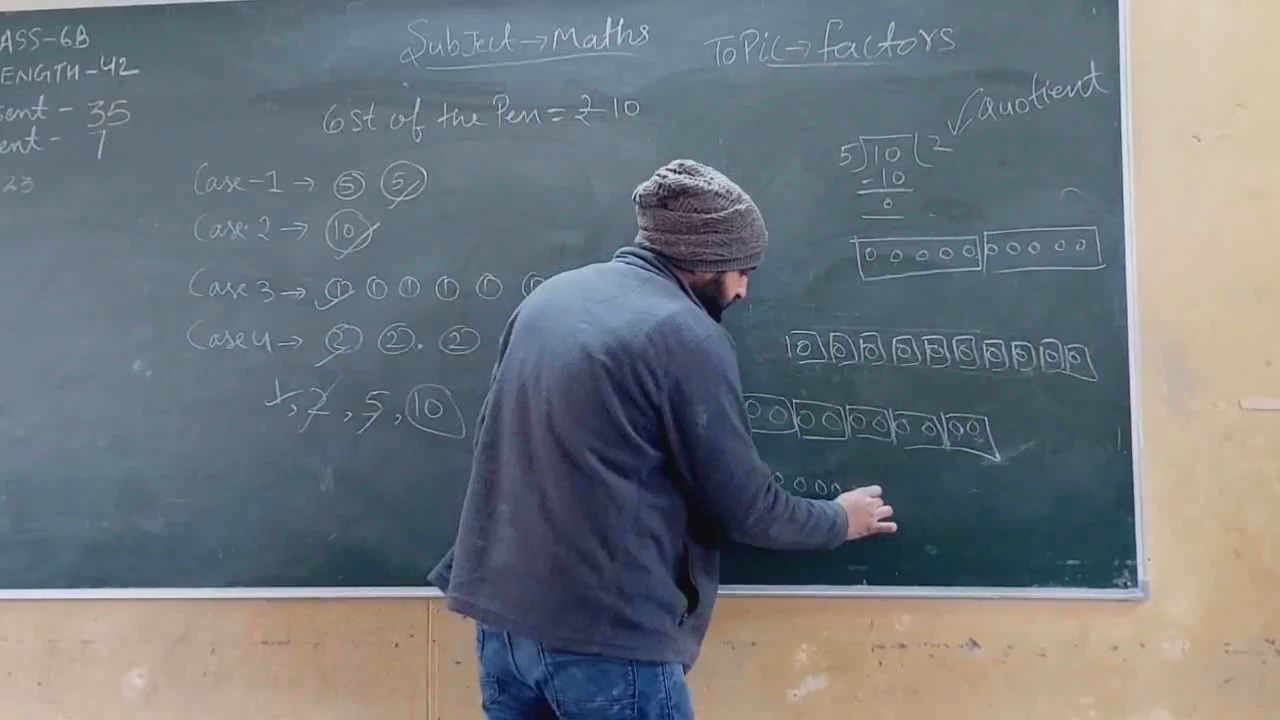 ASS-6B
ENGTH-42
sent - 35
ent - 7
23
Subject → Maths
Topic → factors
Cost of the Pen = ₹ 10
Case-1 → 5 5
Case 2 → 10
Case 3 → 1 1 1 1 1 1
Case 4 → 2 2. 2
1, 2, 5, 10
Quotient
5)10(2
-10
0